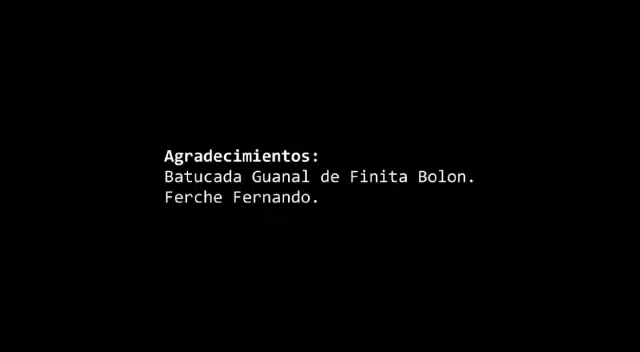 Agradecimientos:
Batucada Guanal de Finita Bolon.
Ferche Fernando.